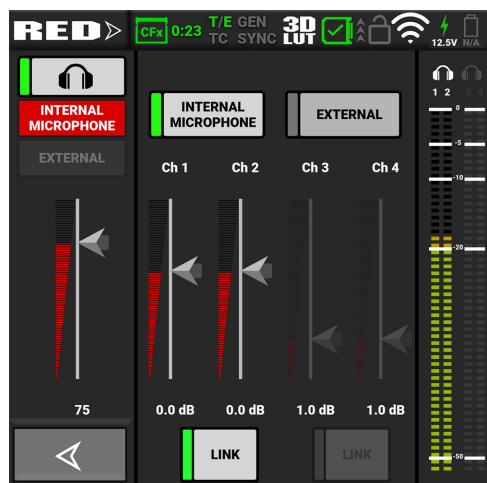 RED
CFx 0:23 T/E GEN 3D
TC SYNC LUT
12.5V N/A
INTERNAL
MICROPHONE
EXTERNAL
75
INTERNAL
MICROPHONE
EXTERNAL
Ch 1 Ch 2 Ch 3 Ch 4
0.0 dB 0.0 dB 1.0 dB 1.0 dB
LINK LINK
1 2 3 4
0
-5
-10
-20
-50